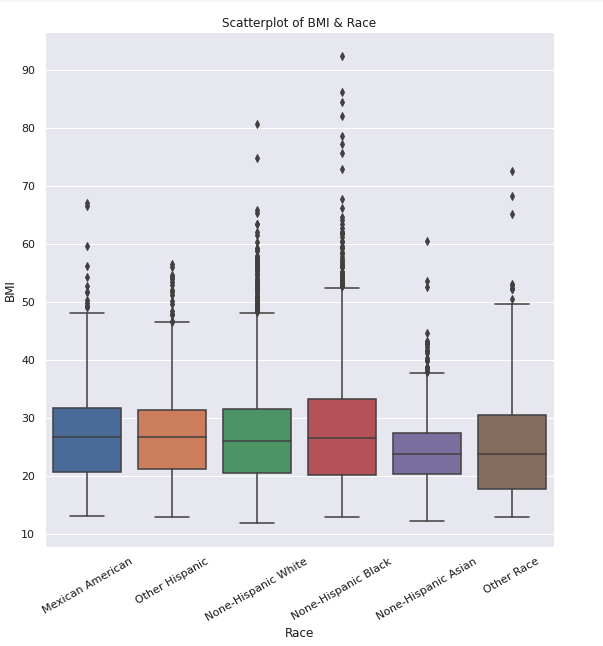 Scatterplot of BMI & Race
90
80
70
60
50
40
30
20
10
BMI
Mexican American
Other Hispanic
None-Hispanic White
None-Hispanic Black
None-Hispanic Asian
Other Race
Race